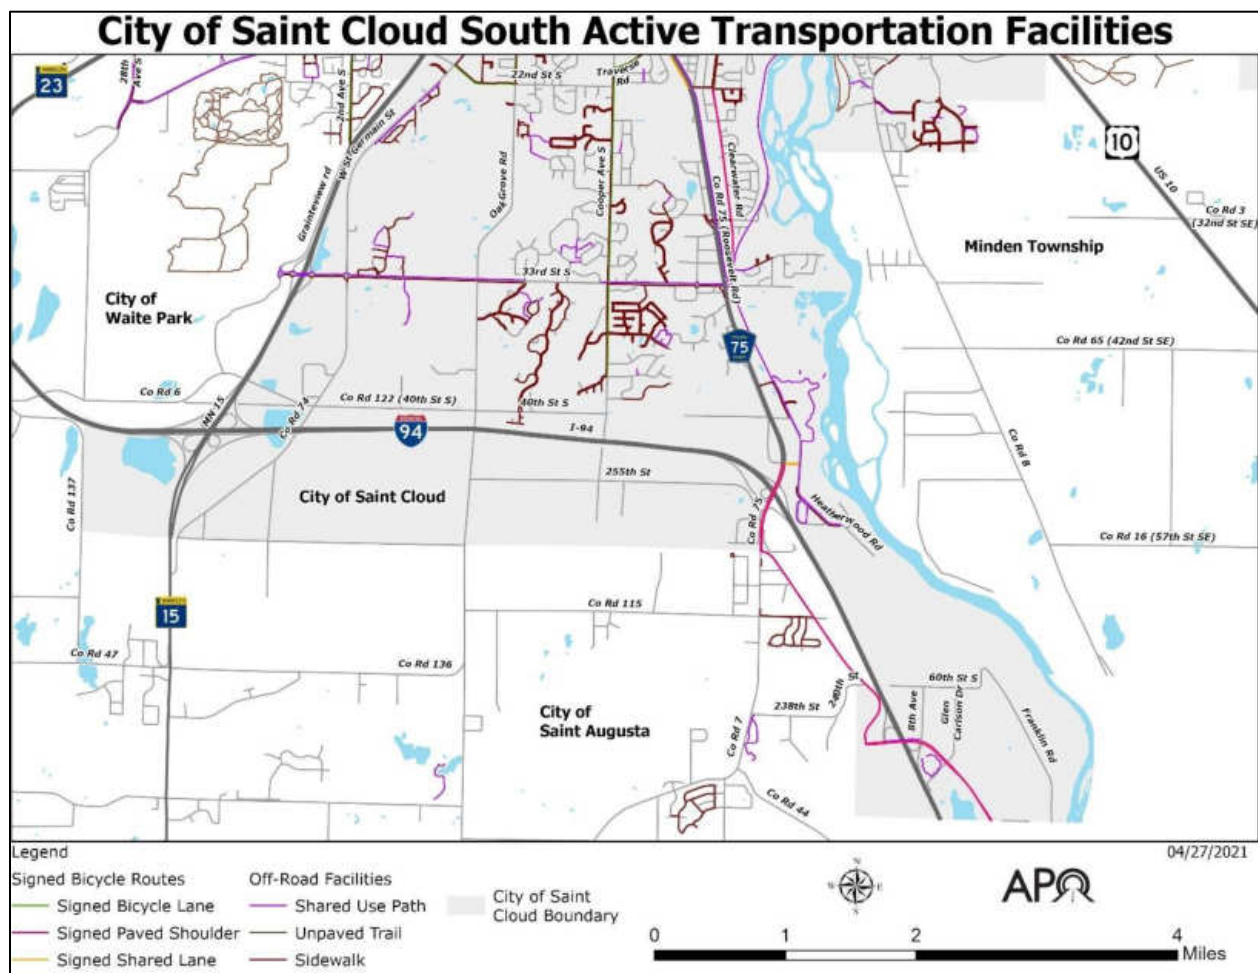 City of Saint Cloud South Active Transportation Facilities
23
28th
Ave S
2nd Ave S
W St Germain St
22nd St S
Traverse
Rd
10
US 10
Co Rd 3
(32nd St SE)
Graniteview rd
Oak Grove Rd
Cooper Ave S
Clearwater Rd
Co Rd 75 (Roosevelt Rd)
Minden Township
33rd St S
City of
Waite Park
75
Co Rd 65 (42nd St SE)
Co Rd 6
MN 15
Co Rd 74
Co Rd 122 (40th St S)
40th St S
94
I-94
Co Rd 8
255th St
City of Saint Cloud
Co Rd 137
Co Rd 75
Heatherwood Rd
Co Rd 16 (57th St SE)
15
Co Rd 115
Co Rd 47
Co Rd 136
240th
St
60th St S
8th Ave
Glen
Carlson Dr
Franklin Rd
238th St
City of
Saint Augusta
Co Rd 7
Co Rd 44
Legend
04/27/2021
Signed Bicycle Routes
Signed Bicycle Lane
Signed Paved Shoulder
Signed Shared Lane
Off-Road Facilities
Shared Use Path
Unpaved Trail
Sidewalk
City of Saint
Cloud Boundary
N
W
E
S
APO
0 1 2 4
Miles